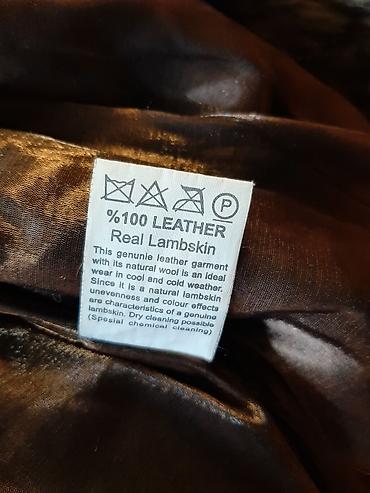 P
%100 LEATHER
Real Lambskin
This genunie leather garment
with its natural wool is an ideal
wear in cool and cold weather.
Since it is a natural lambskin
unevenness and colour effects
are characteristics of a genuine
lambskin. Dry cleaning possible
(Spesial chemical cleaning)